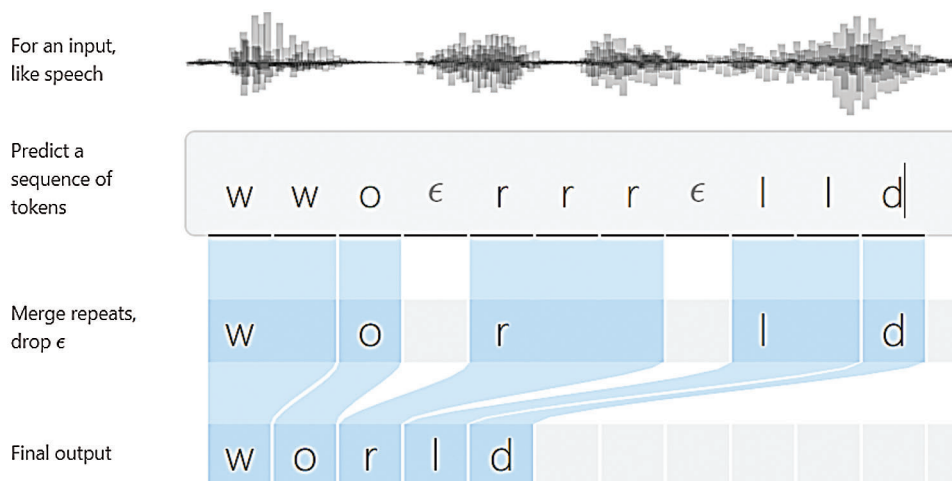 For an input,
like speech
Predict a
sequence of
tokens
w w o ϵ r r r ϵ l l d
Merge repeats,
drop ϵ
w o r l d
Final output
w o r l d